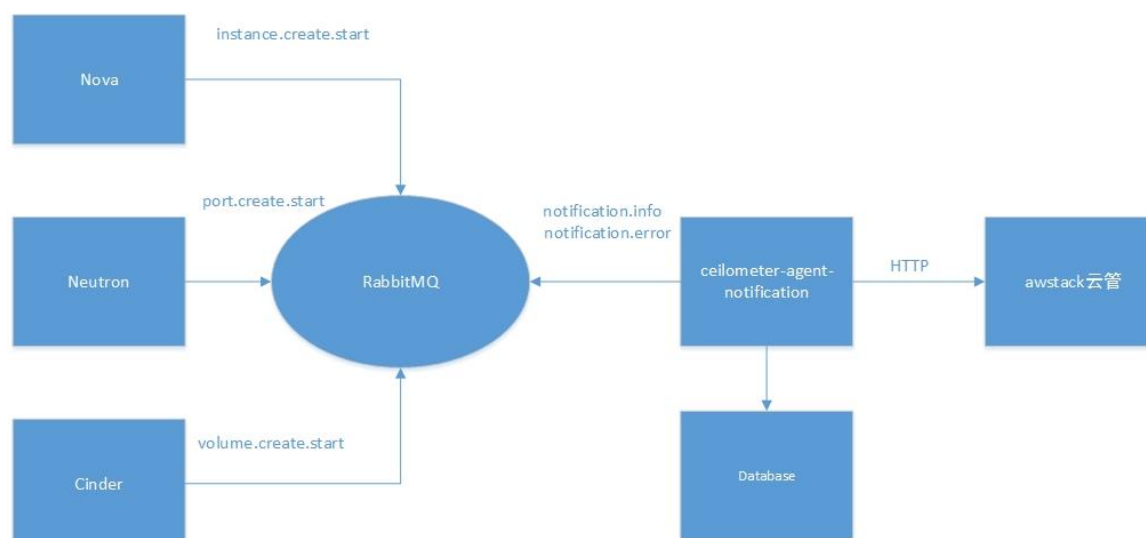 instance.create.start
Nova
port.create.start
notification.info
notification.error
Neutron
RabbitMQ
ceilometer-agent-
notification
HTTP
awstack云管
volume.create.start
Cinder
Database